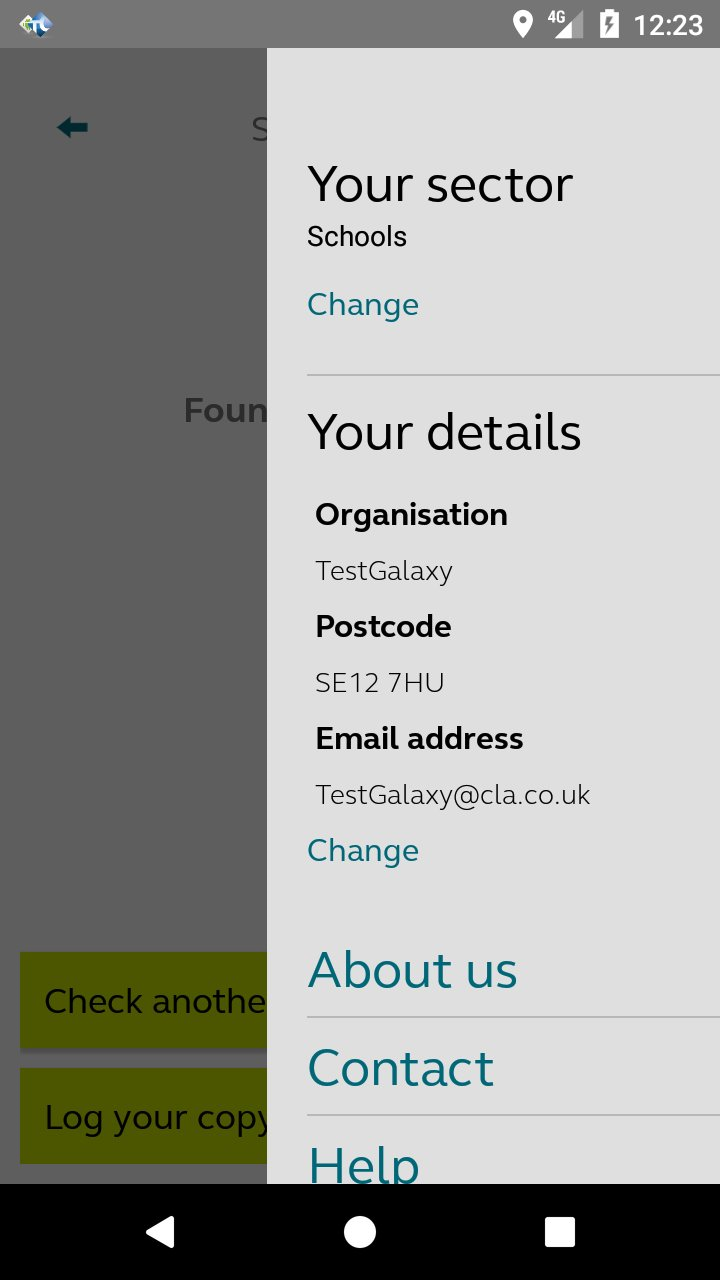 4G 12:23
S
Your sector
Schools
Change
Foun
Your details
Organisation
TestGalaxy
Postcode
SE12 7HU
Email address
TestGalaxy@cla.co.uk
Change
About us
Check anothe
Contact
Log your copy
Help